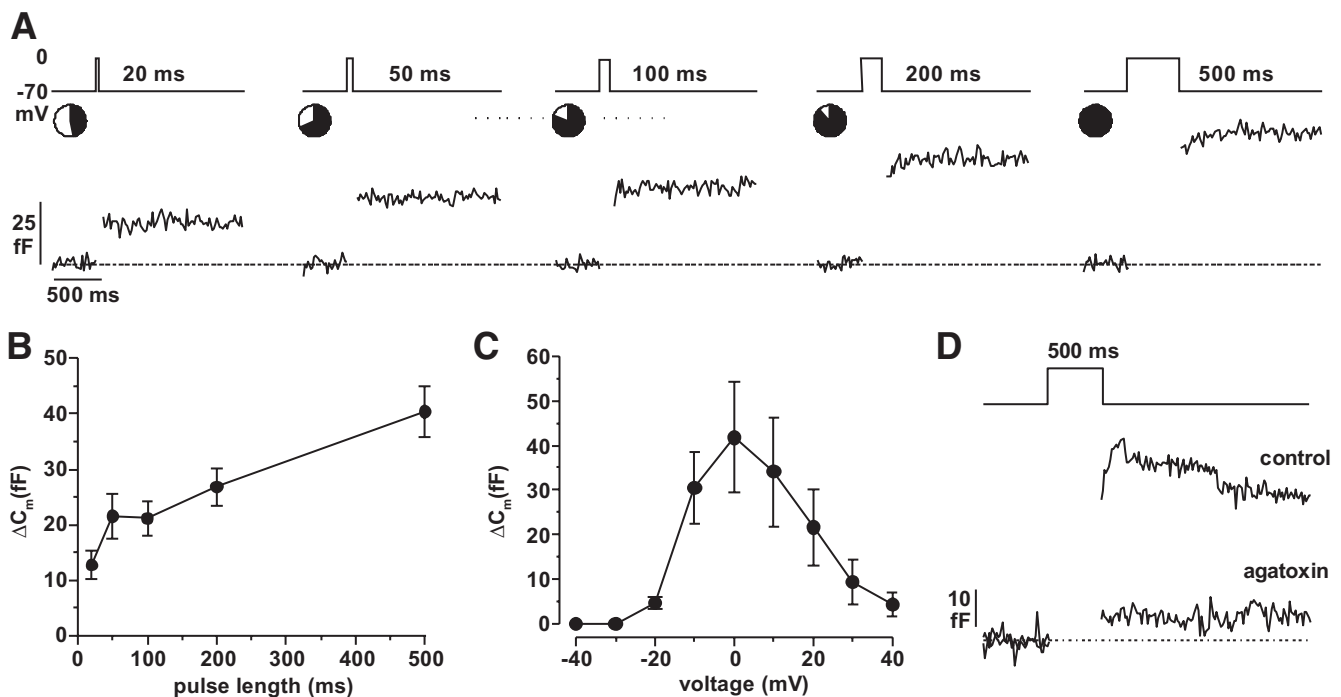 A
0
-70
mV
20 ms
50 ms
100 ms
200 ms
500 ms
25
fF
500 ms
B
50
40
30
20
10
0
ΔCm(fF)
0 100 200 300 400 500
pulse length (ms)
C
60
50
40
30
20
10
0
ΔCm(fF)
-40 -20 0 20 40
voltage (mV)
D
500 ms
control
agatoxin
10
fF